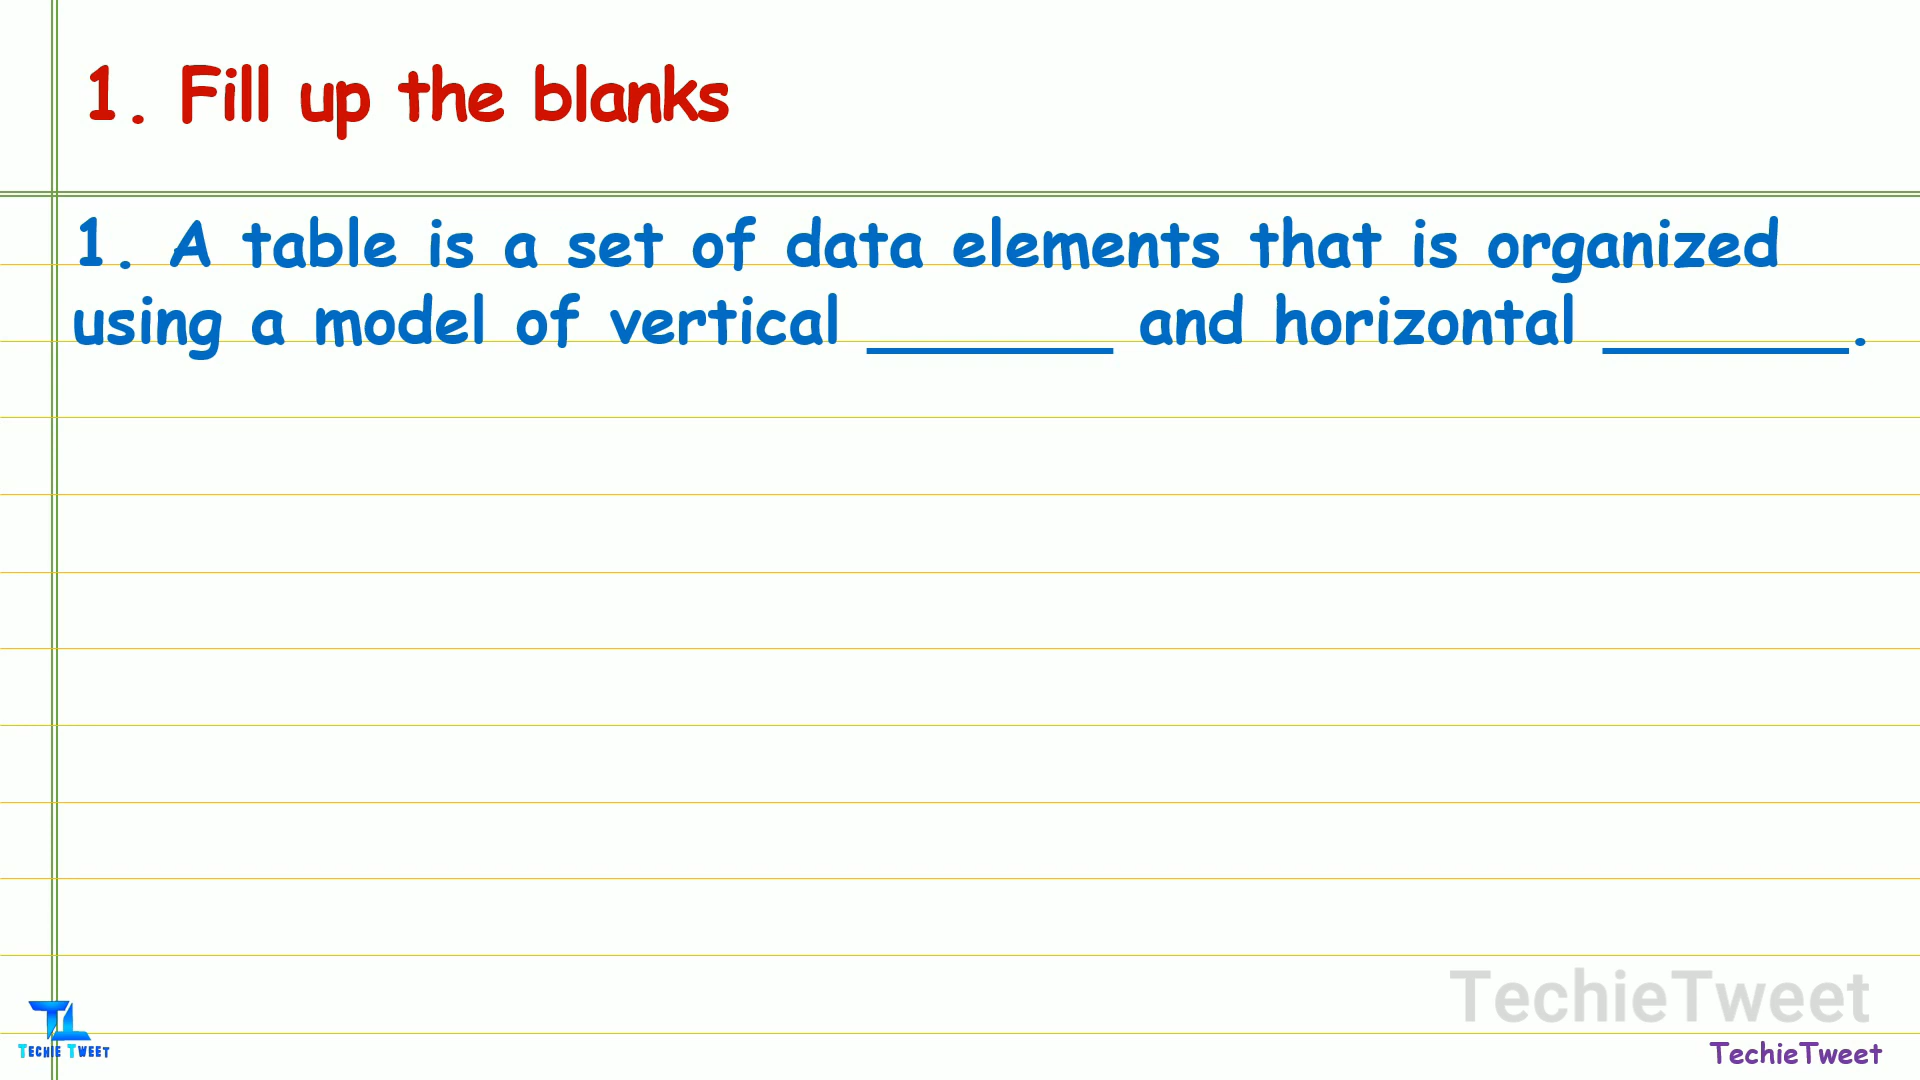 1. Fill up the blanks
1. A table is a set of data elements that is organized
using a model of vertical _______ and horizontal _______.
TechieTweet
TECHIE TWEET
TechieTweet